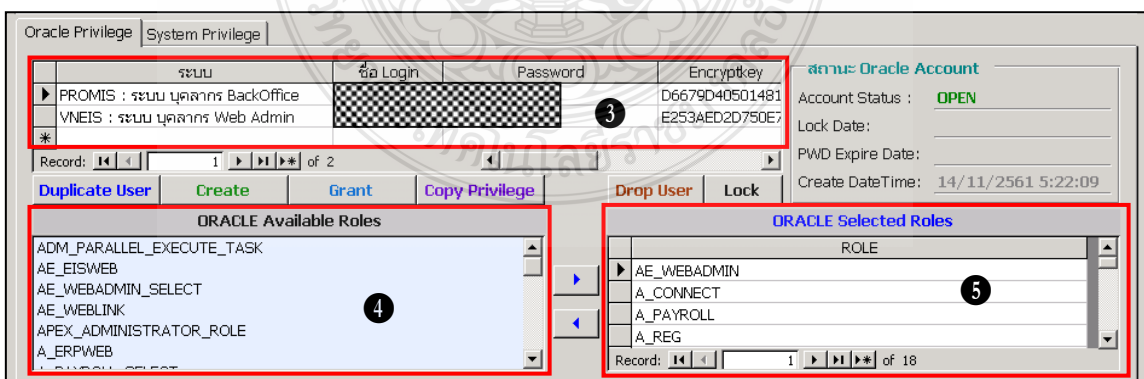 Oracle Privilege System Privilege
ระบบ ชื่อ Login Password Encryptkey
PROMIS : ระบบ บุคลากร BackOffice D6679D40501481
VNEIS : ระบบ บุคลากร Web Admin E253AED2D750E7
3
Record: 1 of 2
สถานะ Oracle Account
Account Status : OPEN
Lock Date:
PWD Expire Date:
Create DateTime: 14/11/2561 5:22:09
Duplicate User Create Grant Copy Privilege Drop User Lock
ORACLE Available Roles
ADM_PARALLEL_EXECUTE_TASK
AE_EISWEB
AE_WEBADMIN_SELECT
AE_WEBLINK
APEX_ADMINISTRATOR_ROLE
A_ERPWEB
4
ORACLE Selected Roles
ROLE
AE_WEBADMIN
A_CONNECT
A_PAYROLL
A_REG
5
Record: 1 of 18